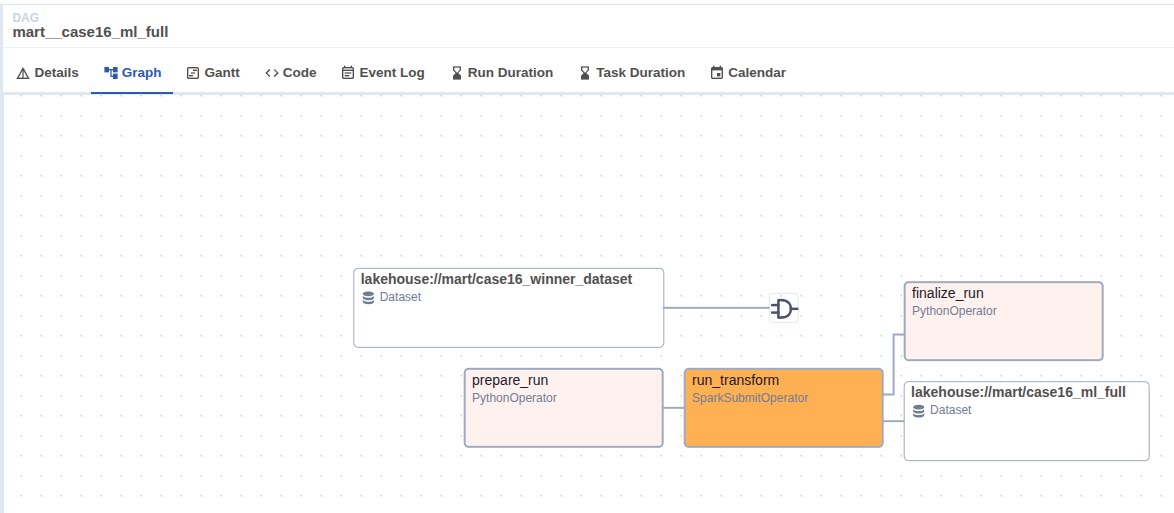 DAG
mart__case16_ml_full
Details Graph Gantt Code Event Log Run Duration Task Duration Calendar
lakehouse://mart/case16_winner_dataset
Dataset
finalize_run
PythonOperator
prepare_run
PythonOperator
run_transform
SparkSubmitOperator
lakehouse://mart/case16_ml_full
Dataset